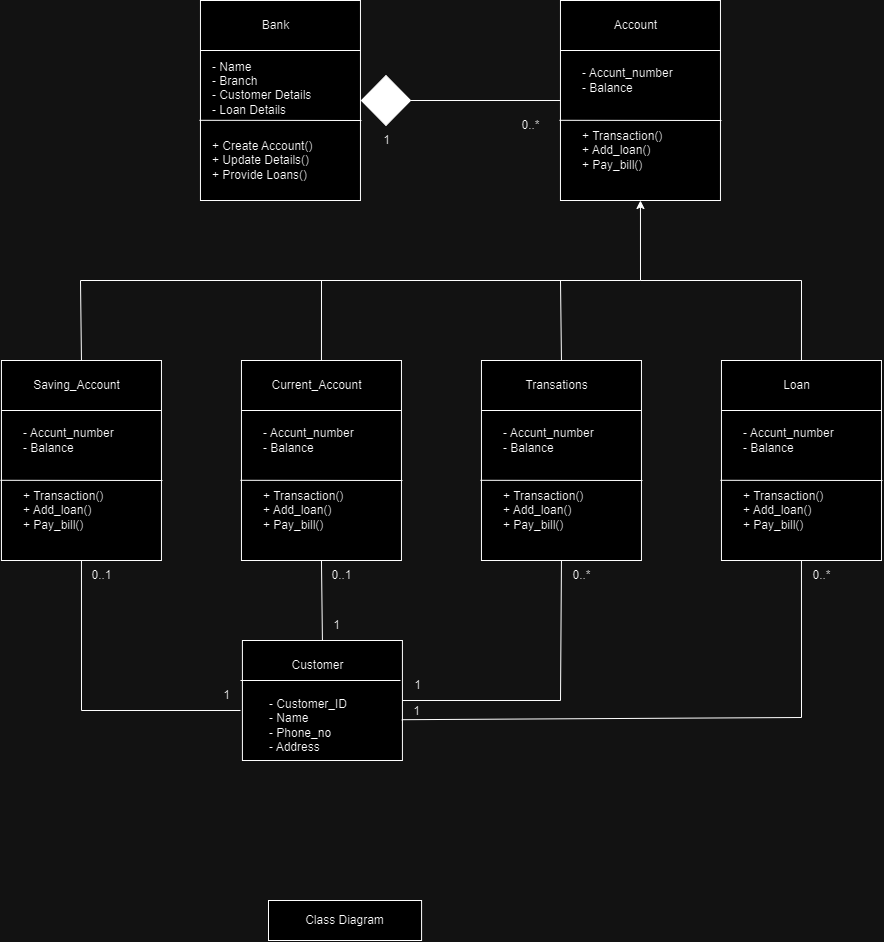 Bank
- Name
- Branch
- Customer Details
- Loan Details
+ Create Account()
+ Update Details()
+ Provide Loans()
1
0..*
Account
- Accunt_number
- Balance
+ Transaction()
+ Add_loan()
+ Pay_bill()
Saving_Account
- Accunt_number
- Balance
+ Transaction()
+ Add_loan()
+ Pay_bill()
0..1
Current_Account
- Accunt_number
- Balance
+ Transaction()
+ Add_loan()
+ Pay_bill()
0..1
Transations
- Accunt_number
- Balance
+ Transaction()
+ Add_loan()
+ Pay_bill()
0..*
Loan
- Accunt_number
- Balance
+ Transaction()
+ Add_loan()
+ Pay_bill()
0..*
1
1
1
1
Customer
- Customer_ID
- Name
- Phone_no
- Address
Class Diagram